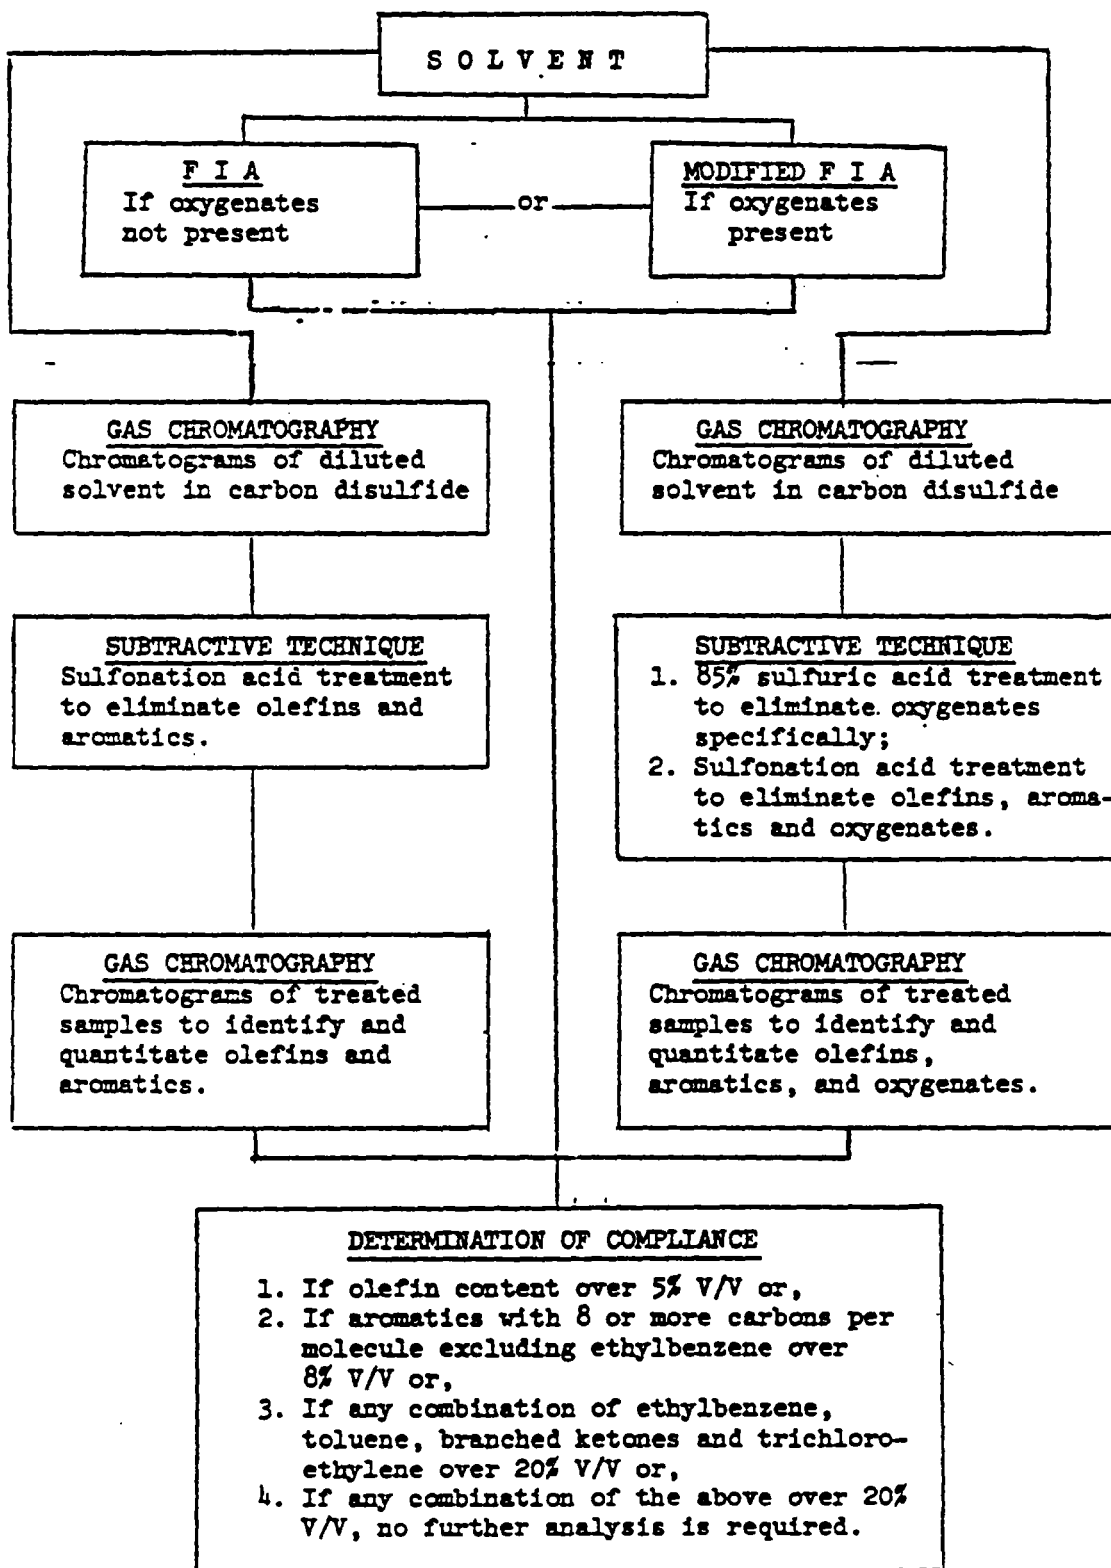 S O L V E N T
F I A
If oxygenates
not present
or
MODIFIED F I A
If oxygenates
present
GAS CHROMATOGRAPHY
Chromatograms of diluted
solvent in carbon disulfide
GAS CHROMATOGRAPHY
Chromatograms of diluted
solvent in carbon disulfide
SUBTRACTIVE TECHNIQUE
Sulfonation acid treatment
to eliminate olefins and
aromatics.
SUBTRACTIVE TECHNIQUE
1. 85% sulfuric acid treatment
to eliminate oxygenates
specifically;
2. Sulfonation acid treatment
to eliminate olefins, aroma-
tics and oxygenates.
GAS CHROMATOGRAPHY
Chromatograms of treated
samples to identify and
quantitate olefins and
aromatics.
GAS CHROMATOGRAPHY
Chromatograms of treated
samples to identify and
quantitate olefins,
aromatics, and oxygenates.
DETERMINATION OF COMPLIANCE
1. If olefin content over 5% V/V or,
2. If aromatics with 8 or more carbons per
molecule excluding ethylbenzene over
8% V/V or,
3. If any combination of ethylbenzene,
toluene, branched ketones and trichloro-
ethylene over 20% V/V or,
4. If any combination of the above over 20%
V/V, no further analysis is required.